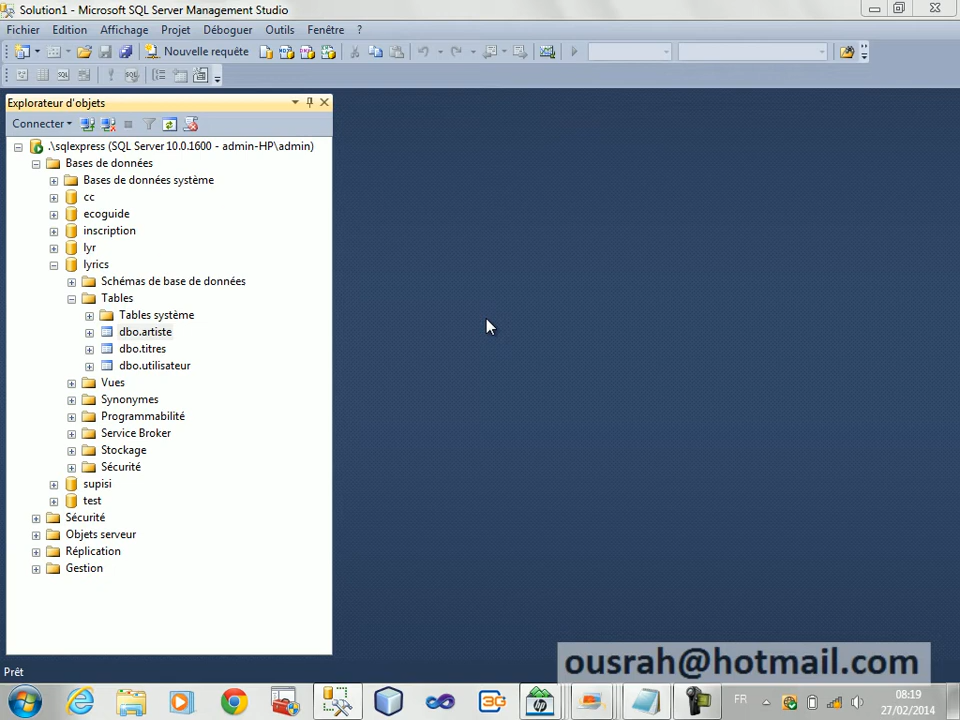 Solution1 - Microsoft SQL Server Management Studio
Fichier Edition Affichage Projet Déboguer Outils Fenêtre ?
Nouvelle requête
Explorateur d'objets
Connecter
.\sqlexpress (SQL Server 10.0.1600 - admin-HP\admin)
Bases de données
Bases de données système
cc
ecoguide
inscription
lyr
lyrics
Schémas de base de données
Tables
Tables système
dbo.artiste
dbo.titres
dbo.utilisateur
Vues
Synonymes
Programmabilité
Service Broker
Stockage
Sécurité
supisi
test
Sécurité
Objets serveur
Réplication
Gestion
ousrah@hotmail.com
Prêt
3G
hp
FR
08:19
27/02/2014